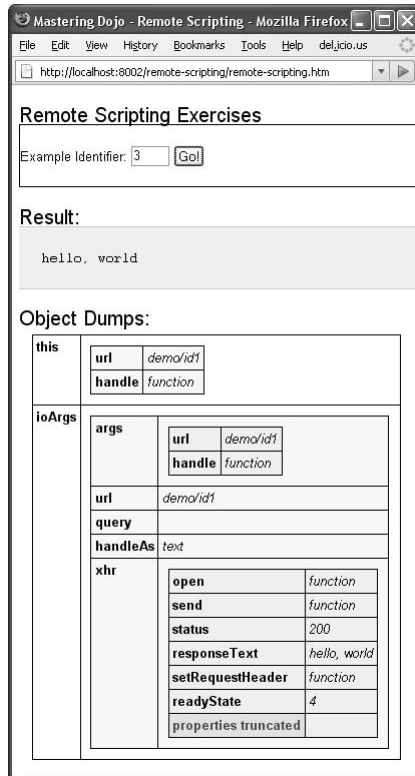 Mastering Dojo - Remote Scripting - Mozilla Firefox
File Edit View History Bookmarks Tools Help del.icio.us
http://localhost:8002/remote-scripting/remote-scripting.htm
Remote Scripting Exercises
Example Identifier: 3 Go!
Result:
hello, world
Object Dumps:
this
url demo/id1
handle function
ioArgs
args
url demo/id1
handle function
url demo/id1
query
handleAs text
xhr
open function
send function
status 200
responseText hello, world
setRequestHeader function
readyState 4
properties truncated